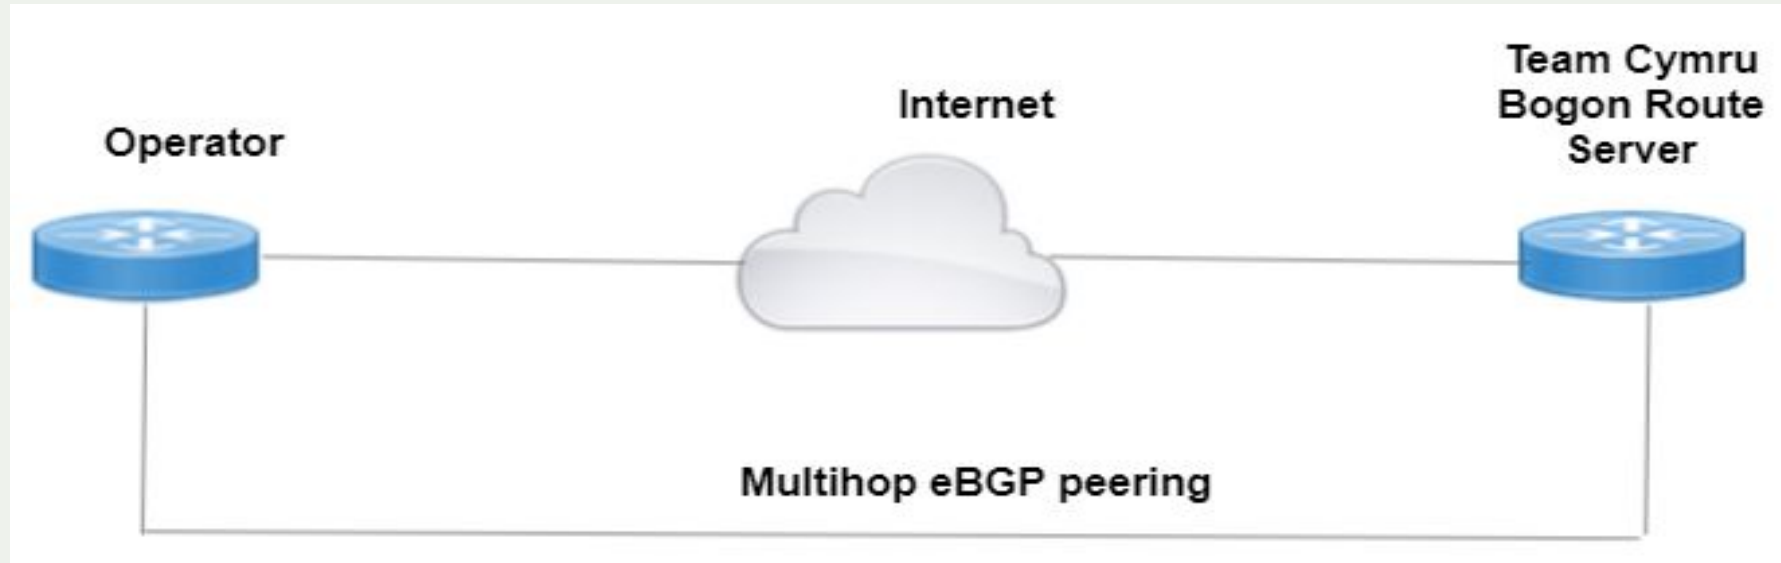 Operator
Internet
Team Cymru
Bogon Route
Server
Multihop eBGP peering